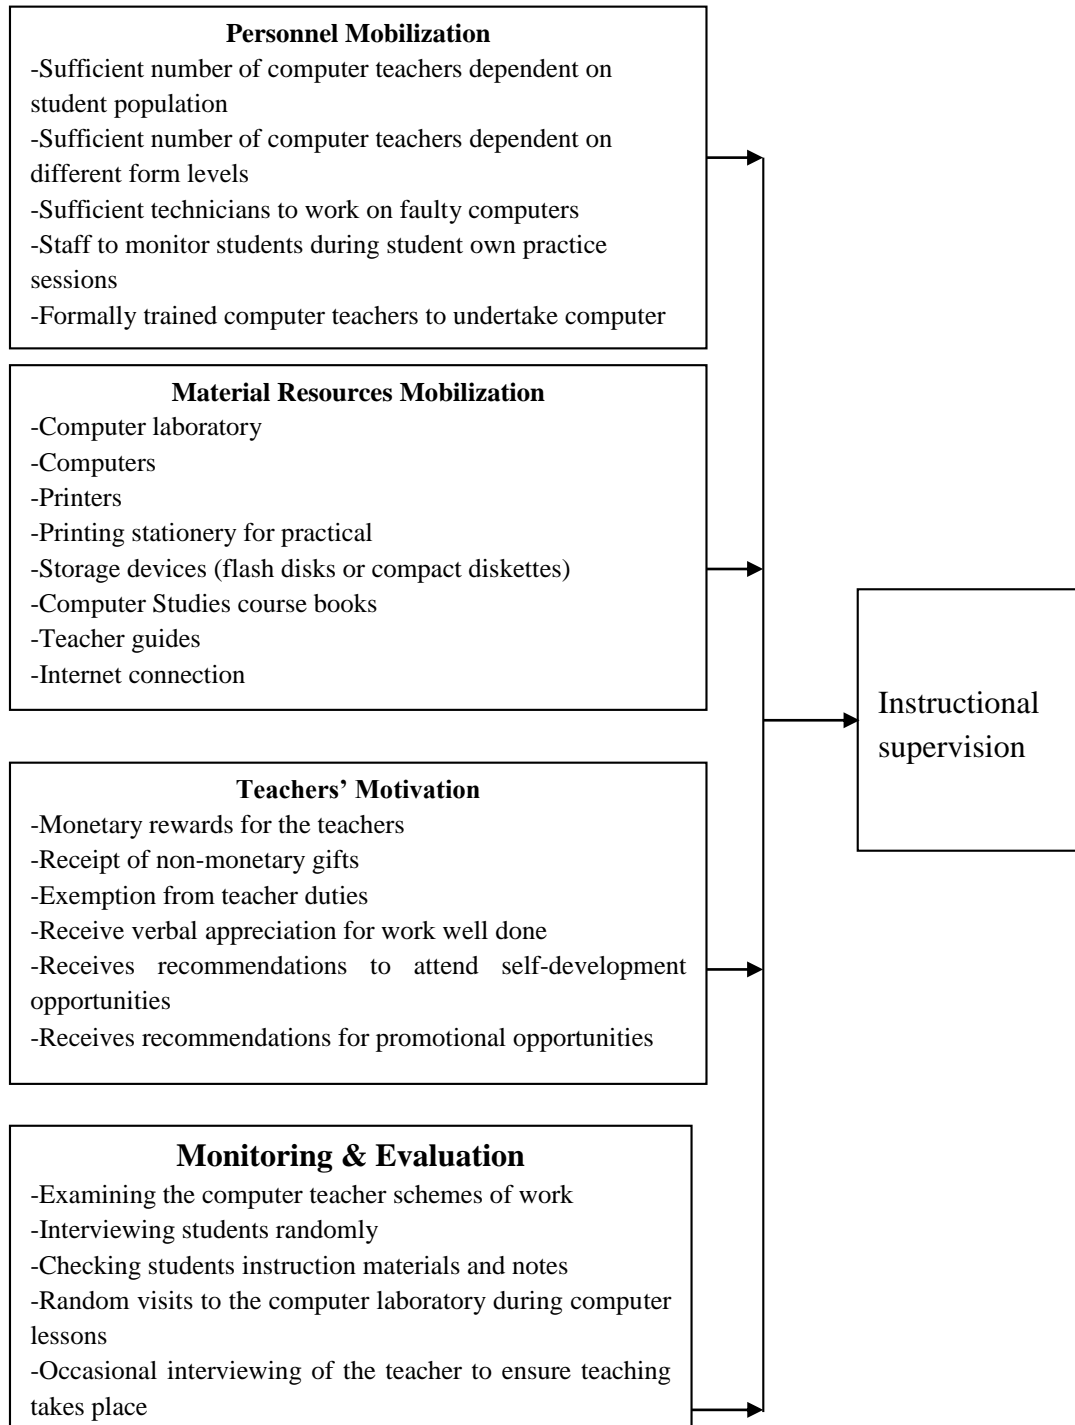 Personnel Mobilization
-Sufficient number of computer teachers dependent on
student population
-Sufficient number of computer teachers dependent on
different form levels
-Sufficient technicians to work on faulty computers
-Staff to monitor students during student own practice
sessions
-Formally trained computer teachers to undertake computer
Material Resources Mobilization
-Computer laboratory
-Computers
-Printers
-Printing stationery for practical
-Storage devices (flash disks or compact diskettes)
-Computer Studies course books
-Teacher guides
-Internet connection
Teachers’ Motivation
-Monetary rewards for the teachers
-Receipt of non-monetary gifts
-Exemption from teacher duties
-Receive verbal appreciation for work well done
-Receives recommendations to attend self-development
opportunities
-Receives recommendations for promotional opportunities
Monitoring & Evaluation
-Examining the computer teacher schemes of work
-Interviewing students randomly
-Checking students instruction materials and notes
-Random visits to the computer laboratory during computer
lessons
-Occasional interviewing of the teacher to ensure teaching
takes place
Instructional
supervision